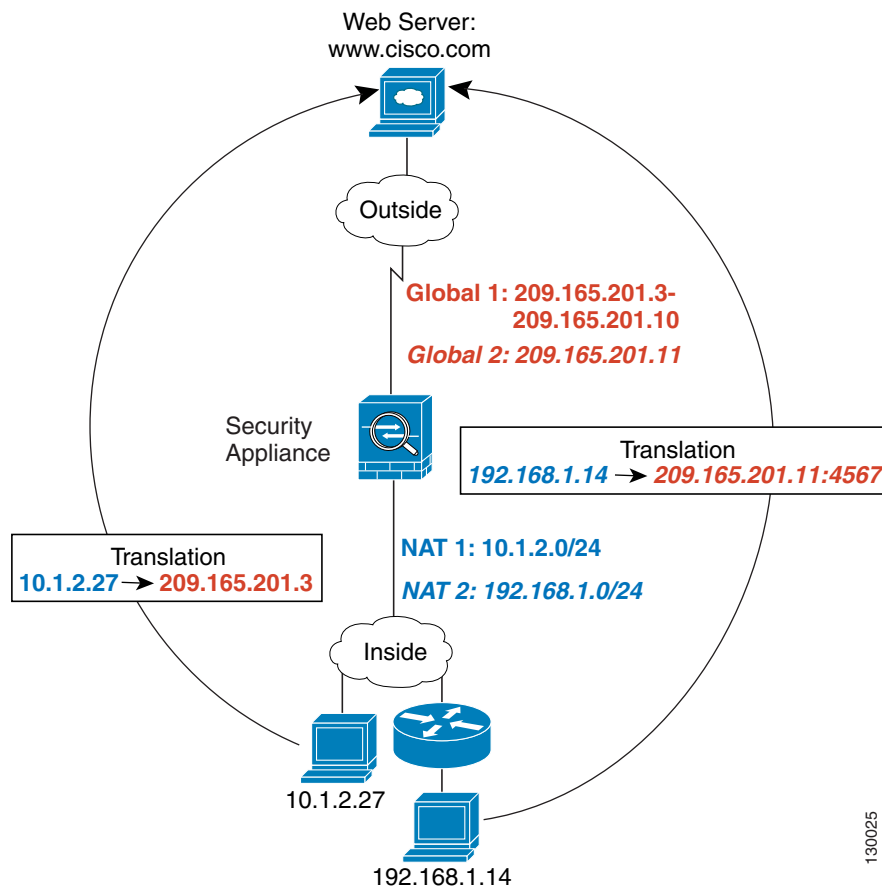 Web Server:
www.cisco.com
Outside
Global 1: 209.165.201.3-
209.165.201.10
Global 2: 209.165.201.11
Security
Appliance
Translation
192.168.1.14 209.165.201.11:4567
Translation
10.1.2.27 209.165.201.3
NAT 1: 10.1.2.0/24
NAT 2: 192.168.1.0/24
Inside
10.1.2.27
192.168.1.14
130025